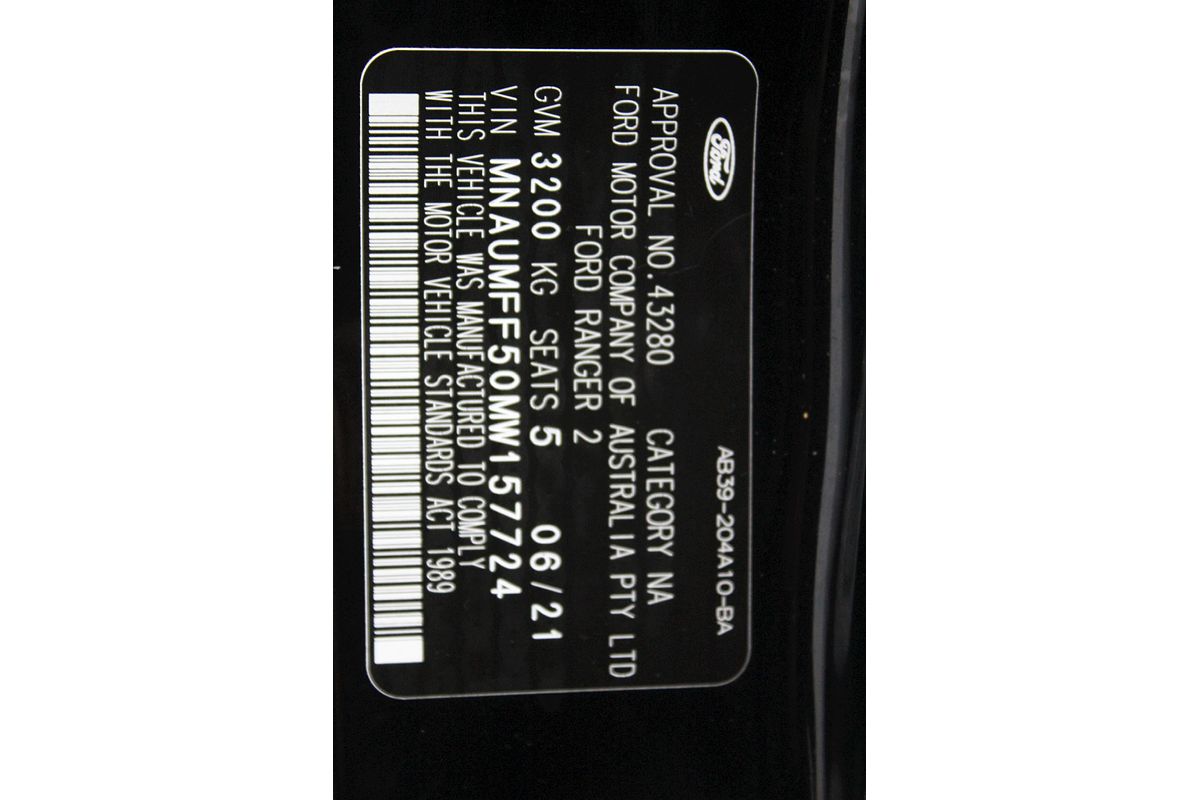 Ford
AB39-204A10-BA
APPROVAL NO.43280 CATEGORY NA
FORD MOTOR COMPANY OF AUSTRALIA PTY LTD
FORD RANGER 2
GVM 3200 KG SEATS 5 06/21
VIN MNAUMFF50MW157724
THIS VEHICLE WAS MANUFACTURED TO COMPLY
WITH THE MOTOR VEHICLE STANDARDS ACT 1989